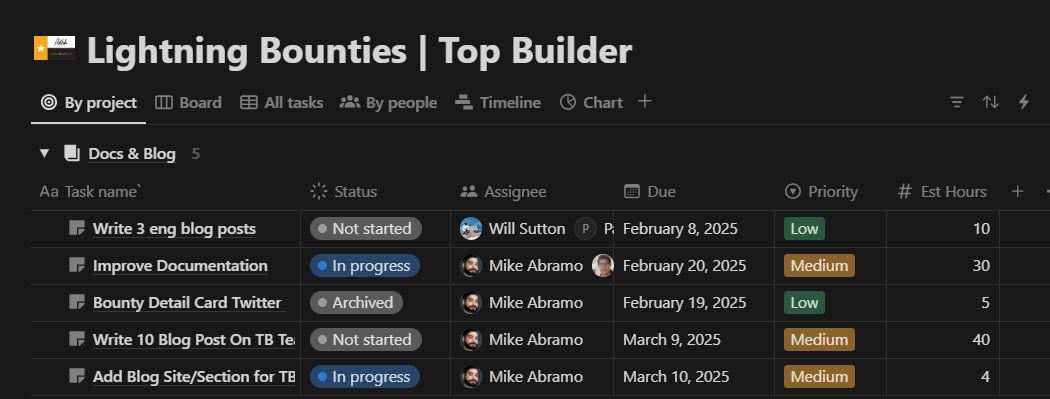 Lightning Bounties | Top Builder
By project Board All tasks By people Timeline Chart
Docs & Blog 5
Aa Task name` Status Assignee Due Priority # Est Hours
Write 3 eng blog posts Not started Will Sutton P February 8, 2025 Low 10
Improve Documentation In progress Mike Abramo February 20, 2025 Medium 30
Bounty Detail Card Twitter Archived Mike Abramo February 19, 2025 Low 5
Write 10 Blog Post On TB Not started Mike Abramo March 9, 2025 Medium 40
Add Blog Site/Section for TB In progress Mike Abramo March 10, 2025 Medium 4